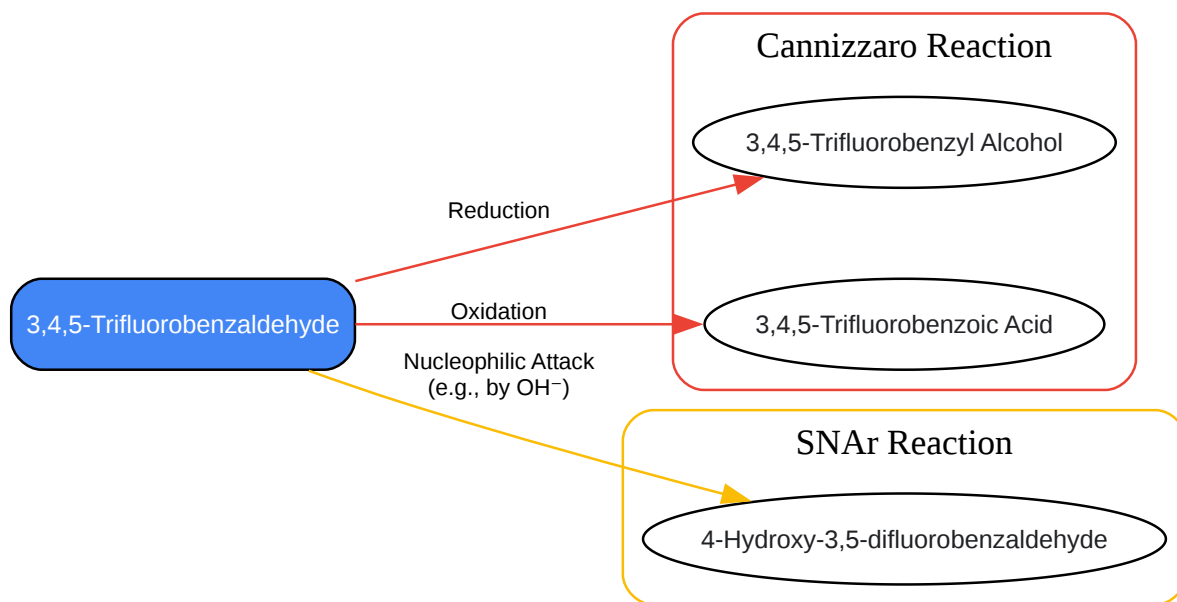 Cannizzaro Reaction
3,4,5-Trifluorobenzyl Alcohol
Reduction
3,4,5-Trifluorobenzaldehyde
Oxidation
3,4,5-Trifluorobenzoic Acid
Nucleophilic Attack
(e.g., by OH⁻)
SNAr Reaction
4-Hydroxy-3,5-difluorobenzaldehyde